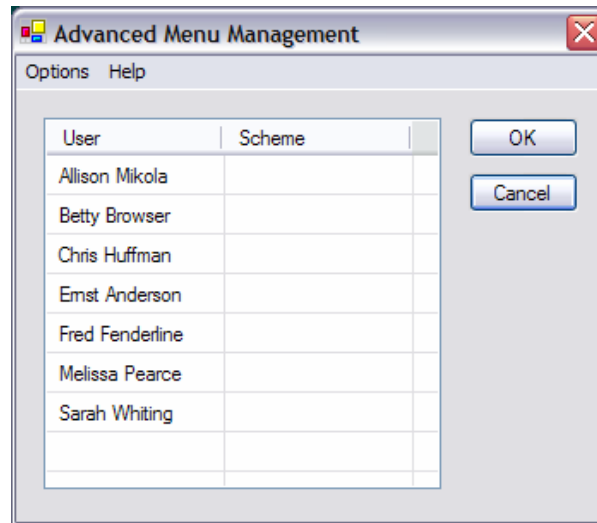 Advanced Menu Management
Options Help
User Scheme
OK
Allison Mikola
Cancel
Betty Browser
Chris Huffman
Ernst Anderson
Fred Fenderline
Melissa Pearce
Sarah Whiting